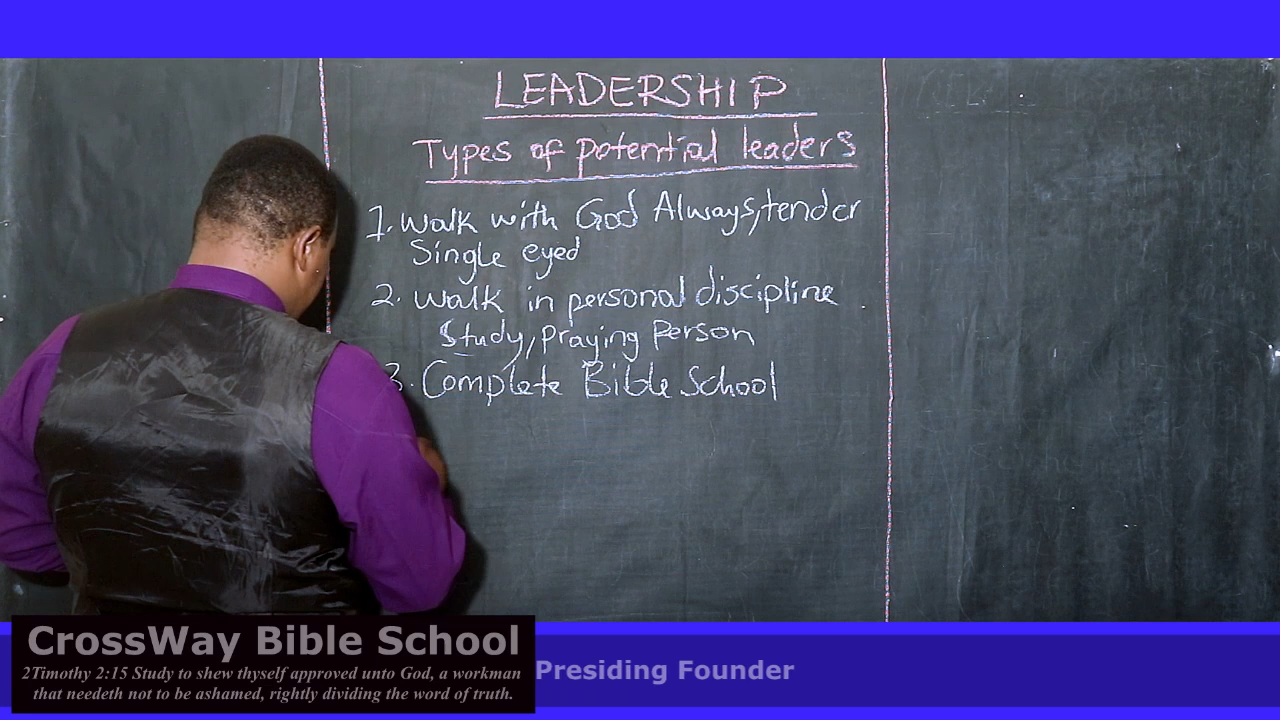 LEADERSHIP
Types of potential leaders
1. Walk with God Always, tender
Single eyed
2. Walk in personal discipline
Study, praying Person
3. Complete Bible School
CrossWay Bible School
2Timothy 2:15 Study to shew thyself approved unto God, a workman
that needeth not to be ashamed, rightly dividing the word of truth.
Presiding Founder